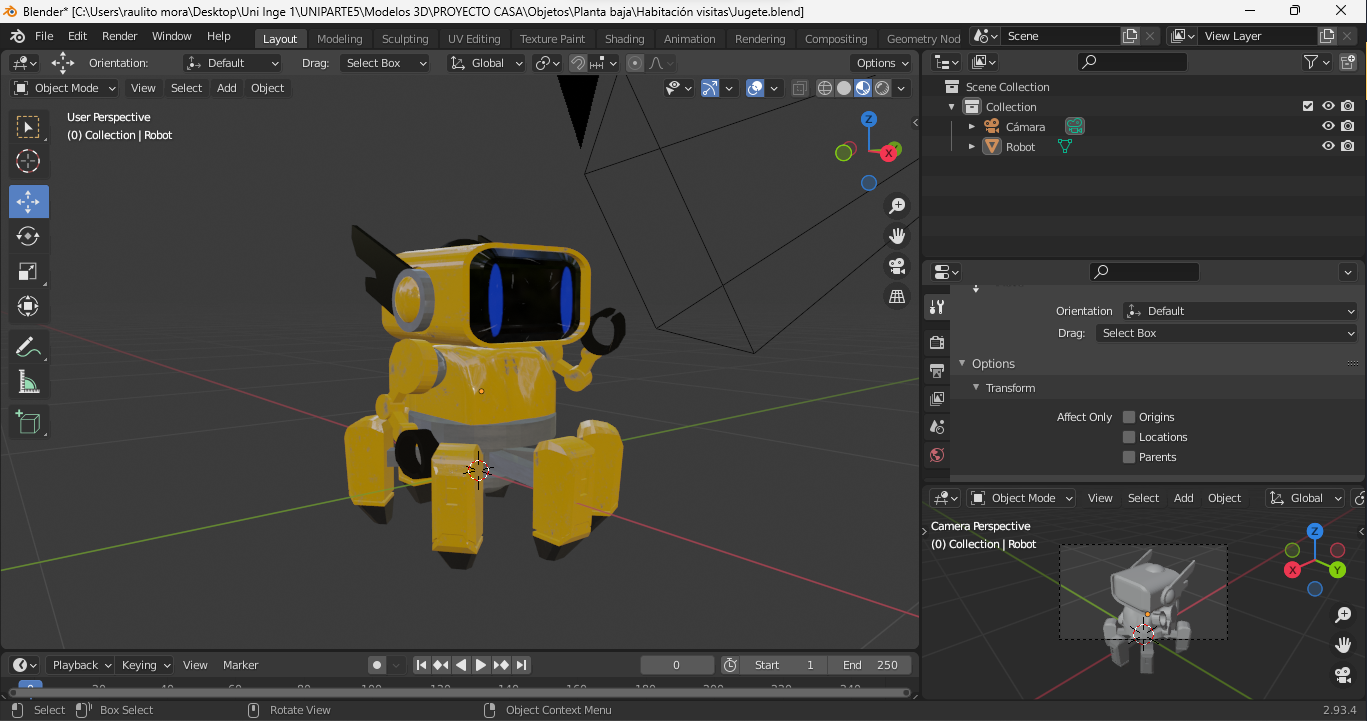 Blender* [C:\Users\raulito mora\Desktop\Uni Inge 1\UNIPARTE5\Modelos 3D\PROYECTO CASA\Objetos\Planta baja\Habitación visitas\Jugete.blend]
File Edit Render Window Help Layout Modeling Sculpting UV Editing Texture Paint Shading Animation Rendering Compositing Geometry Nod Scene View Layer
Orientation: Default Drag: Select Box Global Options
Object Mode View Select Add Object
User Perspective
(0) Collection | Robot
Z
X
Scene Collection
Collection
Cámara
Robot
Orientation Default
Drag: Select Box
Options
Transform
Affect Only Origins
Locations
Parents
Object Mode View Select Add Object Global
Camera Perspective
(0) Collection | Robot
Z
X Y
Playback Keying View Marker 0 Start 1 End 250
Select Box Select Rotate View Object Context Menu 2.93.4